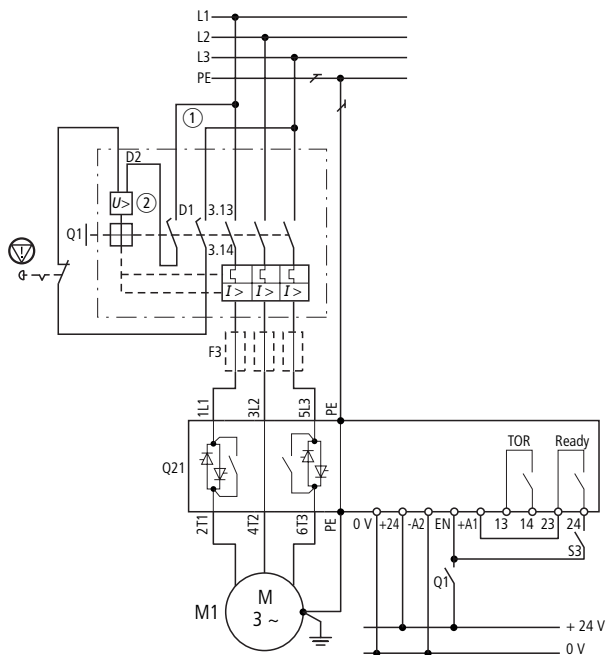 L1
L2
L3
PE
1
D2
U>
2
D1
3.13
Q1
3.14
I > I > I >
F3
1L1
3L2
5L3
PE
Q21
TOR
Ready
2T1
4T2
6T3
PE
0 V +24 -A2 EN +A1 13 14 23 24
S3
Q1
M1
M
3 ~
+ 24 V
0 V